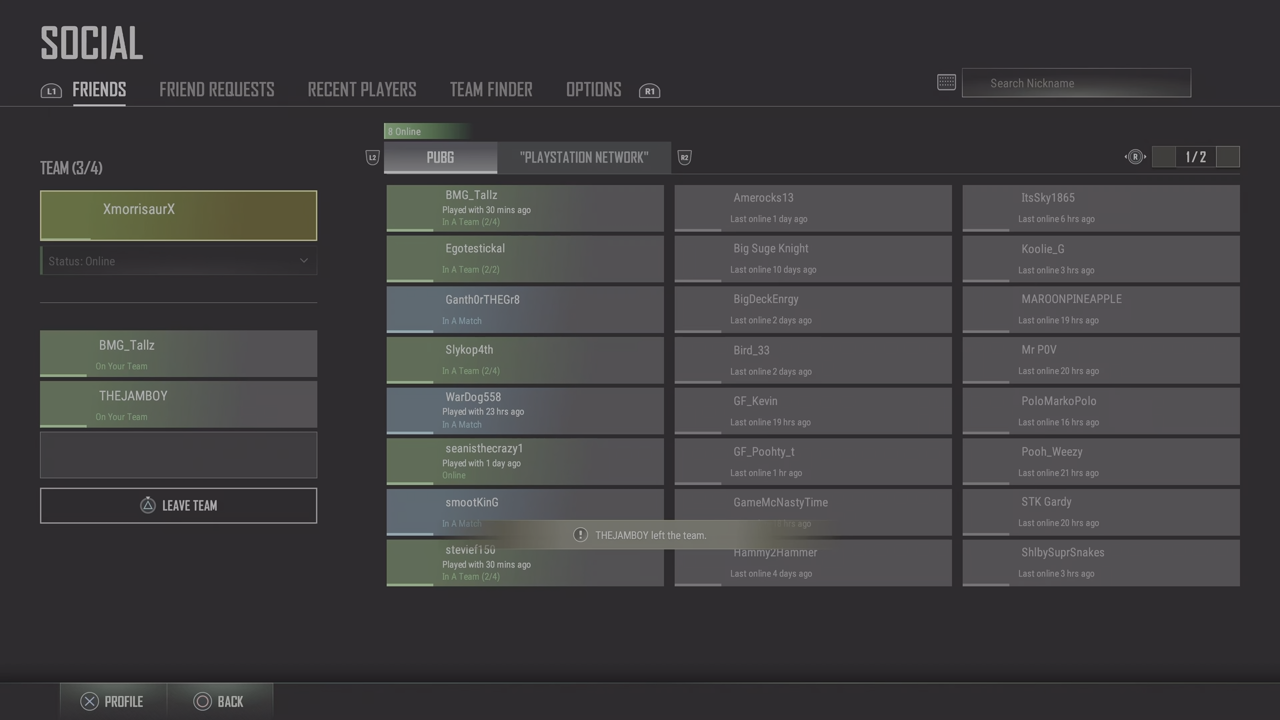 SOCIAL
L1 FRIENDS FRIEND REQUESTS RECENT PLAYERS TEAM FINDER OPTIONS R1
Search Nickname
8 Online
L2 PUBG "PLAYSTATION NETWORK" R2
R 1/2
TEAM (3/4)
XmorrisaurX
Status: Online
BMG_Tallz
On Your Team
THEJAMBOY
On Your Team
LEAVE TEAM
BMG_Tallz
Played with 30 mins ago
In A Team (2/4)
Egotestickal
In A Team (2/2)
Ganth0rTHEGr8
In A Match
Slykop4th
In A Team (2/4)
WarDog558
Played with 23 hrs ago
In A Match
seanisthecrazy1
Played with 1 day ago
Online
smootKinG
In A Match
stevief150
Played with 30 mins ago
In A Team (2/4)
Amerocks13
Last online 1 day ago
Big Suge Knight
Last online 10 days ago
BigDeckEnrgy
Last online 2 days ago
Bird_33
Last online 2 days ago
GF_Kevin
Last online 19 hrs ago
GF_Poohty_t
Last online 1 hr ago
GameMcNastyTime
hrs ago
Hammy2Hammer
Last online 4 days ago
ItsSky1865
Last online 6 hrs ago
Koolie_G
Last online 3 hrs ago
MAROONPINEAPPLE
Last online 19 hrs ago
Mr P0V
Last online 20 hrs ago
PoloMarkoPolo
Last online 16 hrs ago
Pooh_Weezy
Last online 21 hrs ago
STK Gardy
Last online 20 hrs ago
ShlbySuprSnakes
Last online 3 hrs ago
THEJAMBOY left the team.
PROFILE BACK